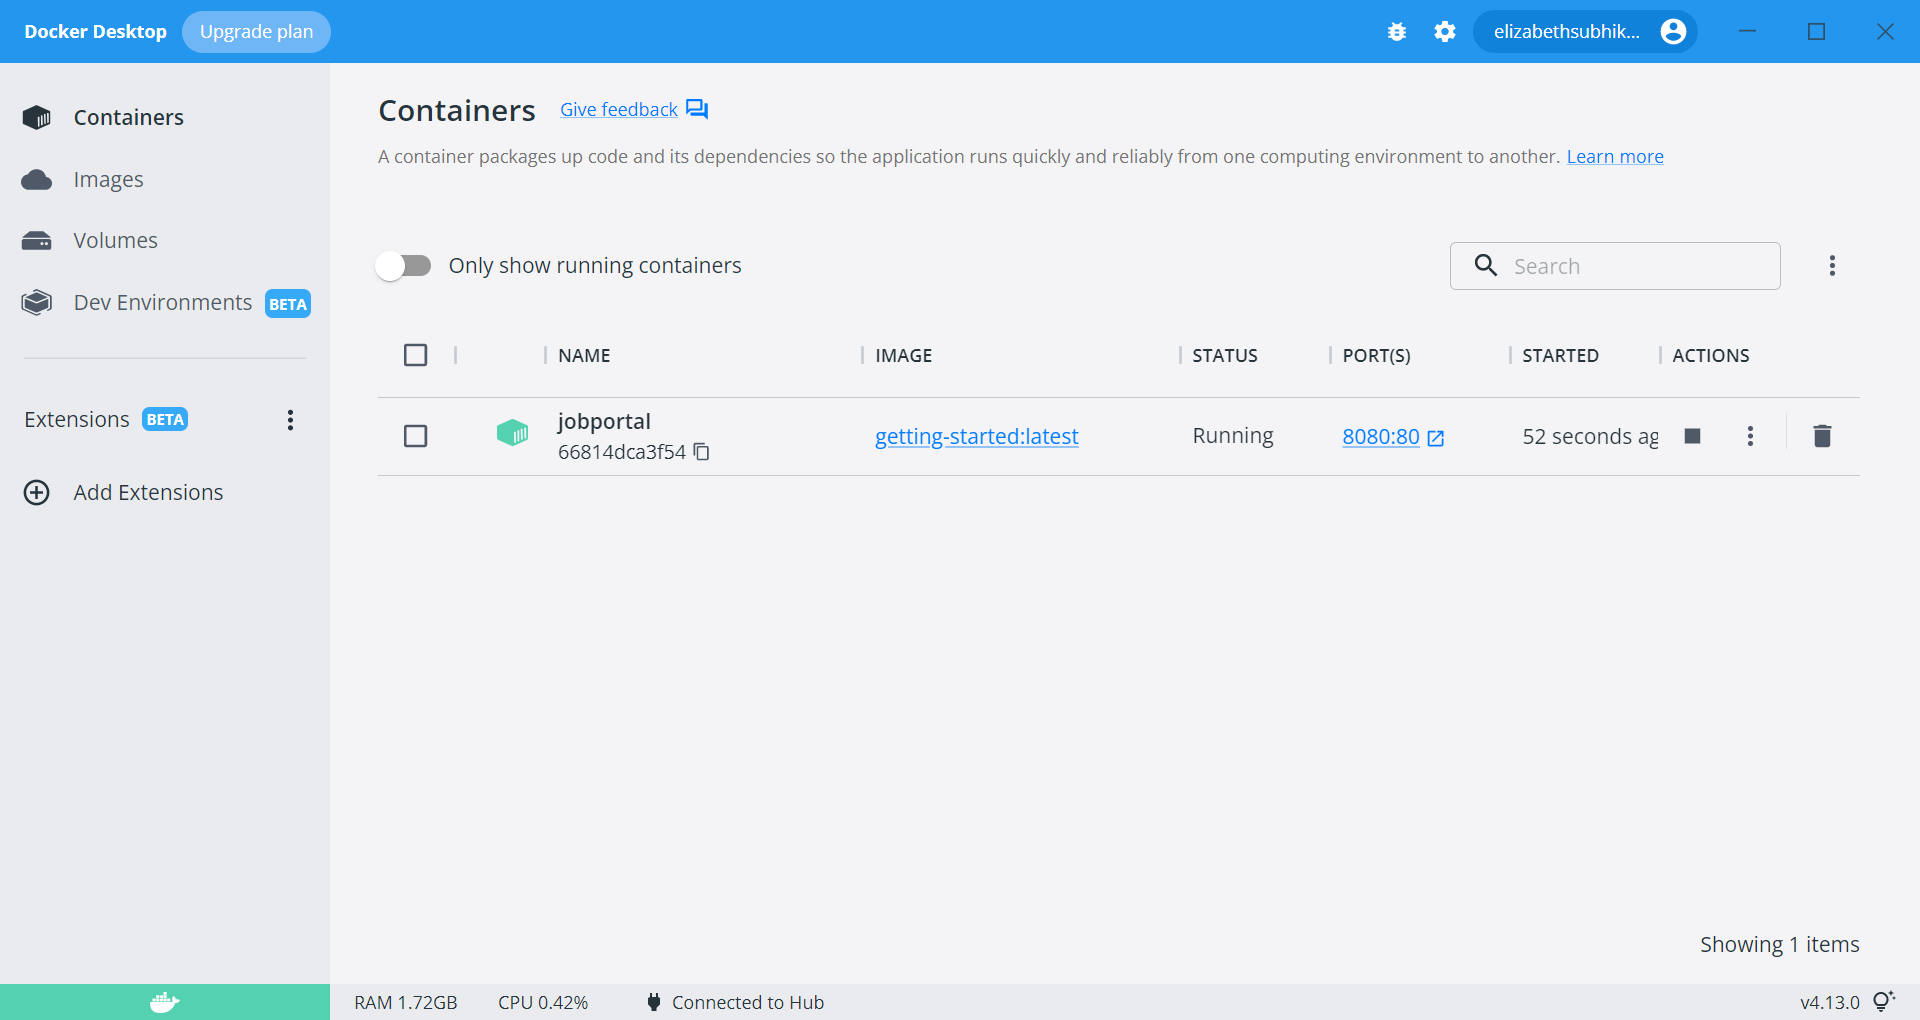 Docker Desktop
Upgrade plan
elizabethsubhik...
Containers
Images
Volumes
Dev Environments BETA
Extensions BETA
Add Extensions
Containers Give feedback
A container packages up code and its dependencies so the application runs quickly and reliably from one computing environment to another. Learn more
Only show running containers
Search
NAME IMAGE STATUS PORT(S) STARTED ACTIONS
jobportal
66814dca3f54
getting-started:latest
Running
8080:80
52 seconds ag
Showing 1 items
RAM 1.72GB CPU 0.42% Connected to Hub v4.13.0